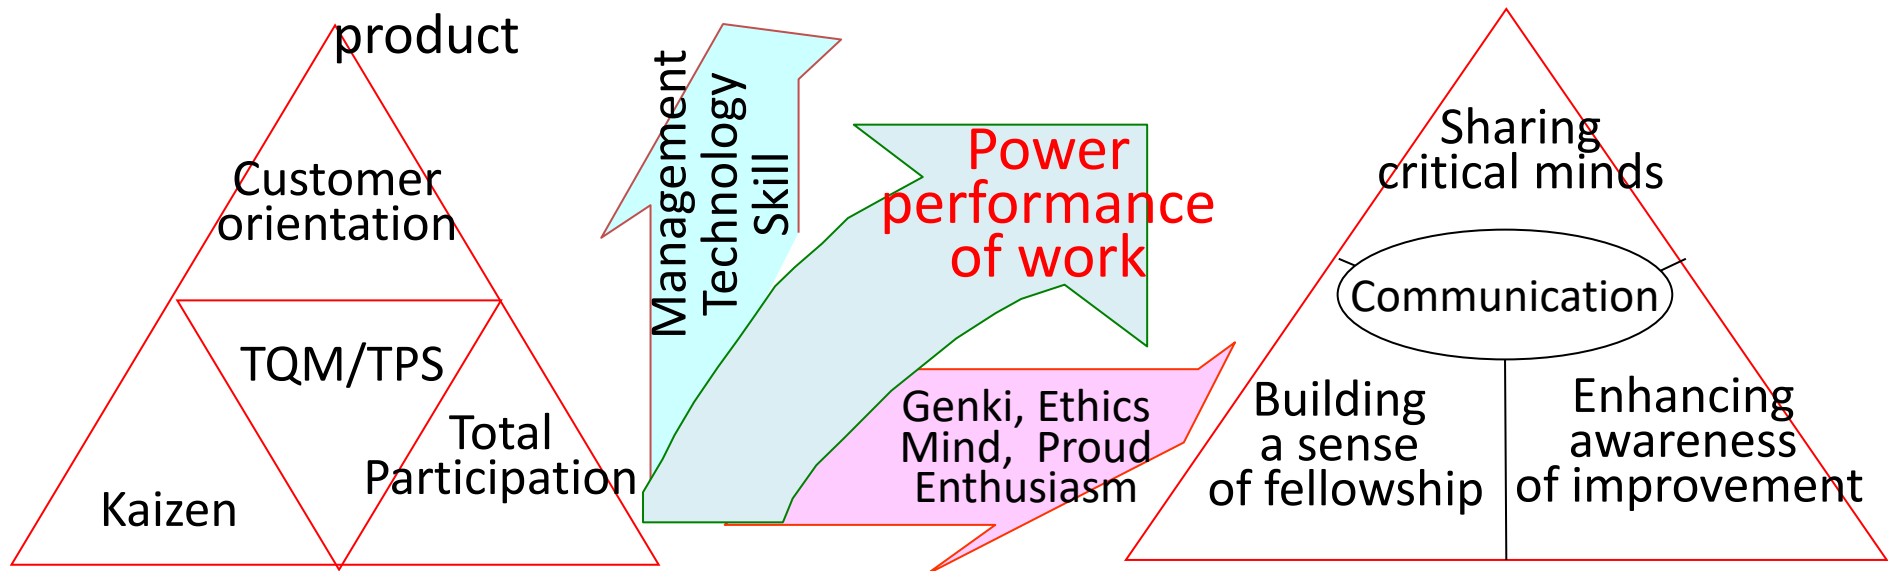 product
Customer
orientation
TQM/TPS
Total
Participation
Kaizen
Management
Technology
Skill
Power
performance
of work
Genki, Ethics
Mind, Proud
Enthusiasm
Sharing
critical minds
Communication
Building
a sense
of fellowship
Enhancing
awareness
of improvement